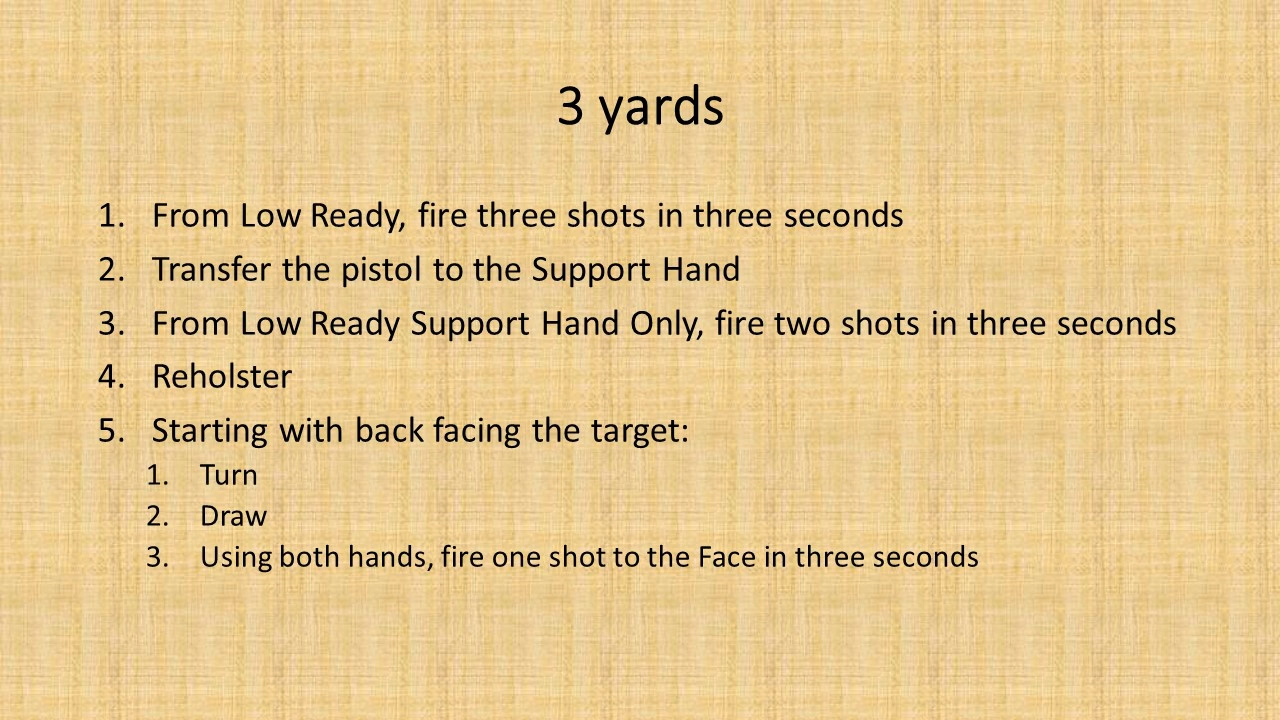 3 yards
1. From Low Ready, fire three shots in three seconds
2. Transfer the pistol to the Support Hand
3. From Low Ready Support Hand Only, fire two shots in three seconds
4. Reholster
5. Starting with back facing the target:
1. Turn
2. Draw
3. Using both hands, fire one shot to the Face in three seconds